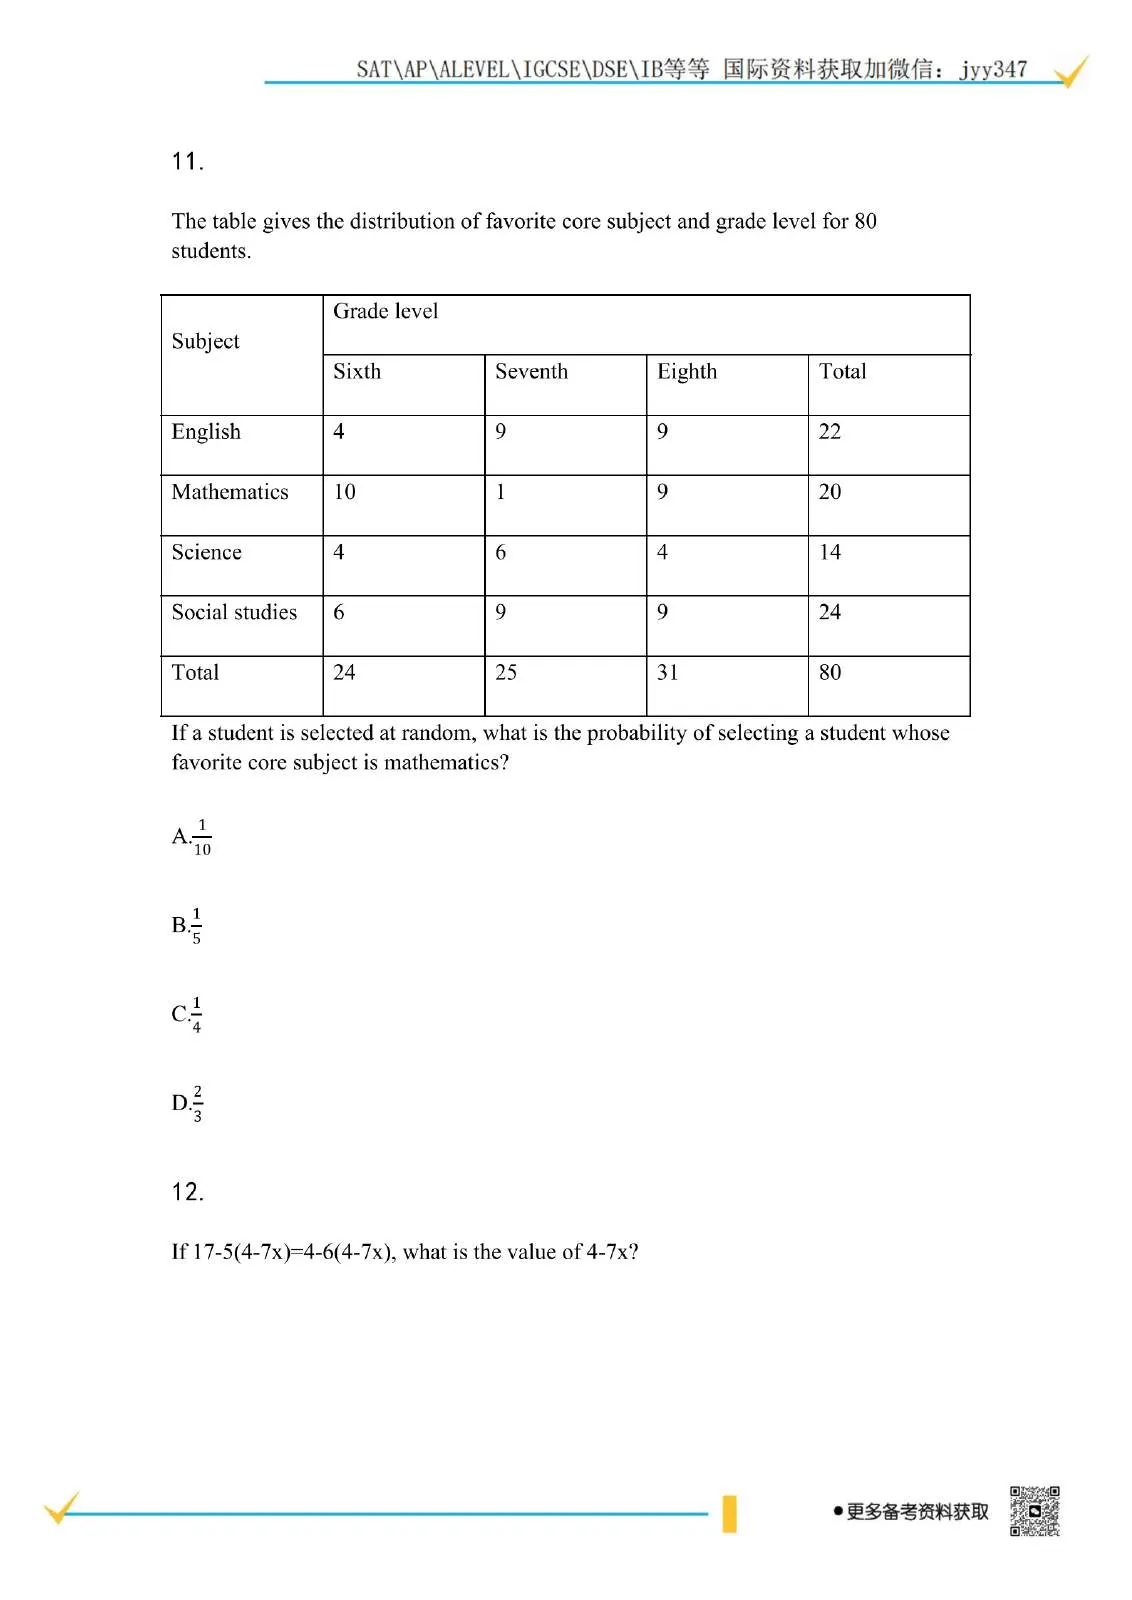 SAT\AP\ALEVEL\IGCSE\DSE\IB等等 国际资料获取加微信：jyy347
11.
The table gives the distribution of favorite core subject and grade level for 80
students.
Subject
Grade level
Sixth Seventh Eighth Total
English 4 9 9 22
Mathematics 10 1 9 20
Science 4 6 4 14
Social studies 6 9 9 24
Total 24 25 31 80
If a student is selected at random, what is the probability of selecting a student whose
favorite core subject is mathematics?
A. 1/10
B. 1/5
C. 1/4
D. 2/3
12.
If 17-5(4-7x)=4-6(4-7x), what is the value of 4-7x?
●更多备考资料获取